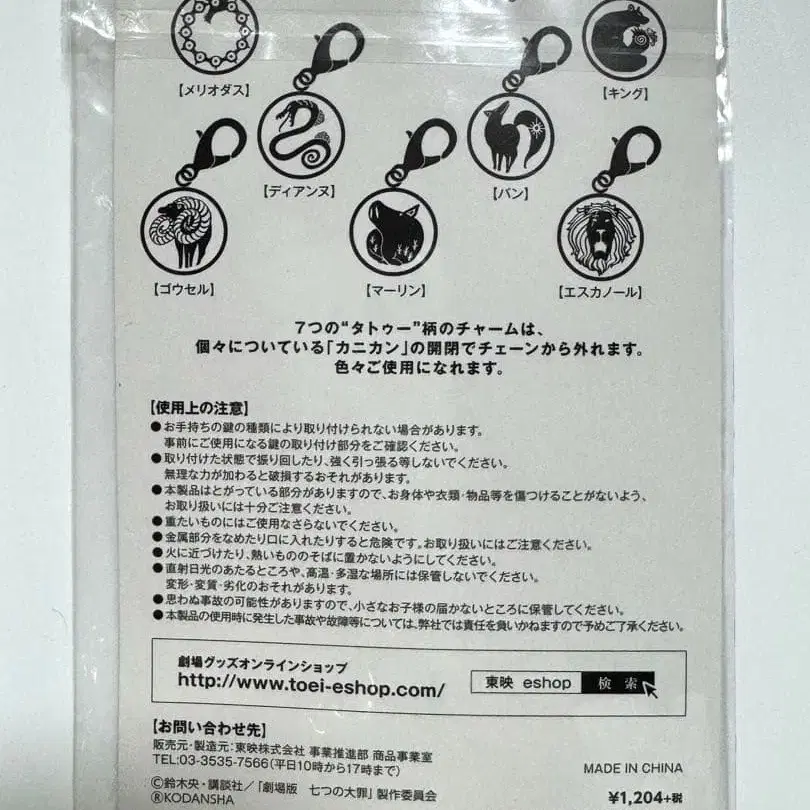 【メリオダス】
【キング】
【ディアンヌ】
【バン】
【ゴウセル】
【マーリン】
【エスカノール】
7つの“タトゥー”柄のチャームは、
個々についている「カニカン」の開閉でチェーンから外れます。
色々ご使用になれます。
【使用上の注意】
●お手持ちの鍵の種類により取り付けられない場合があります。
事前にご使用になる鍵の取り付け部分をご確認ください。
●取り付けた状態で振り回したり、強く引っ張る等しないでください。
無理な力が加わると破損するおそれがあります。
●本製品はとがっている部分がありますので、お身体や衣類・物品等を傷つけることがないよう、
お取り扱いには十分ご注意ください。
●重たいものにはご使用なさらないでください。
●金属部分をなめたり口に入れたりすると危険です。お取り扱いにはご注意ください。
●火に近づけたり、熱いもののそばに置かないようにしてください。
●直射日光のあたるところや、高温・多湿な場所には保管しないでください。
変形・変質・劣化のおそれがあります。
●思わぬ事故の可能性がありますので、小さなお子様の届かないところに保管してください。
●本製品の使用時に発生した事故や故障等については、弊社では責任を負いかねますので予めご了承ください。
劇場グッズオンラインショップ
http://www.toei-eshop.com/
東映 eshop 検索
【お問い合わせ先】
販売元・製造元:東映株式会社 事業推進部 商品事業室
TEL:03-3535-7566(平日10時から17時まで)
MADE IN CHINA
Ⓒ鈴木央・講談社/「劇場版 七つの大罪」製作委員会
ⓇKODANSHA
¥1,204+税